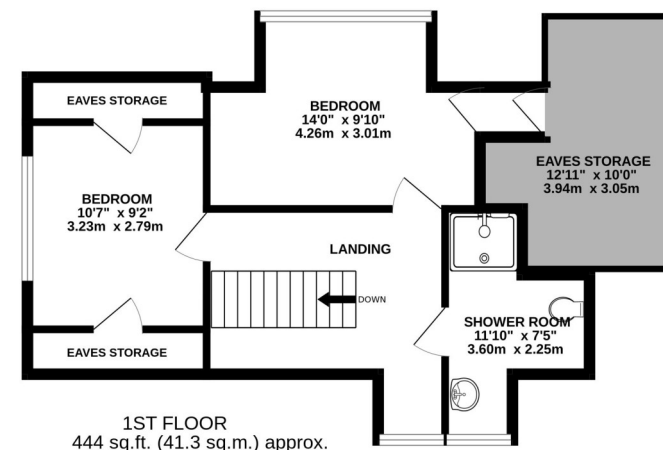 EAVES STORAGE
BEDROOM
14'0" x 9'10"
4.26m x 3.01m
EAVES STORAGE
12'11" x 10'0"
3.94m x 3.05m
BEDROOM
10'7" x 9'2"
3.23m x 2.79m
LANDING
DOWN
SHOWER ROOM
11'10" x 7'5"
3.60m x 2.25m
EAVES STORAGE
1ST FLOOR
444 sq.ft. (41.3 sq.m.) approx.